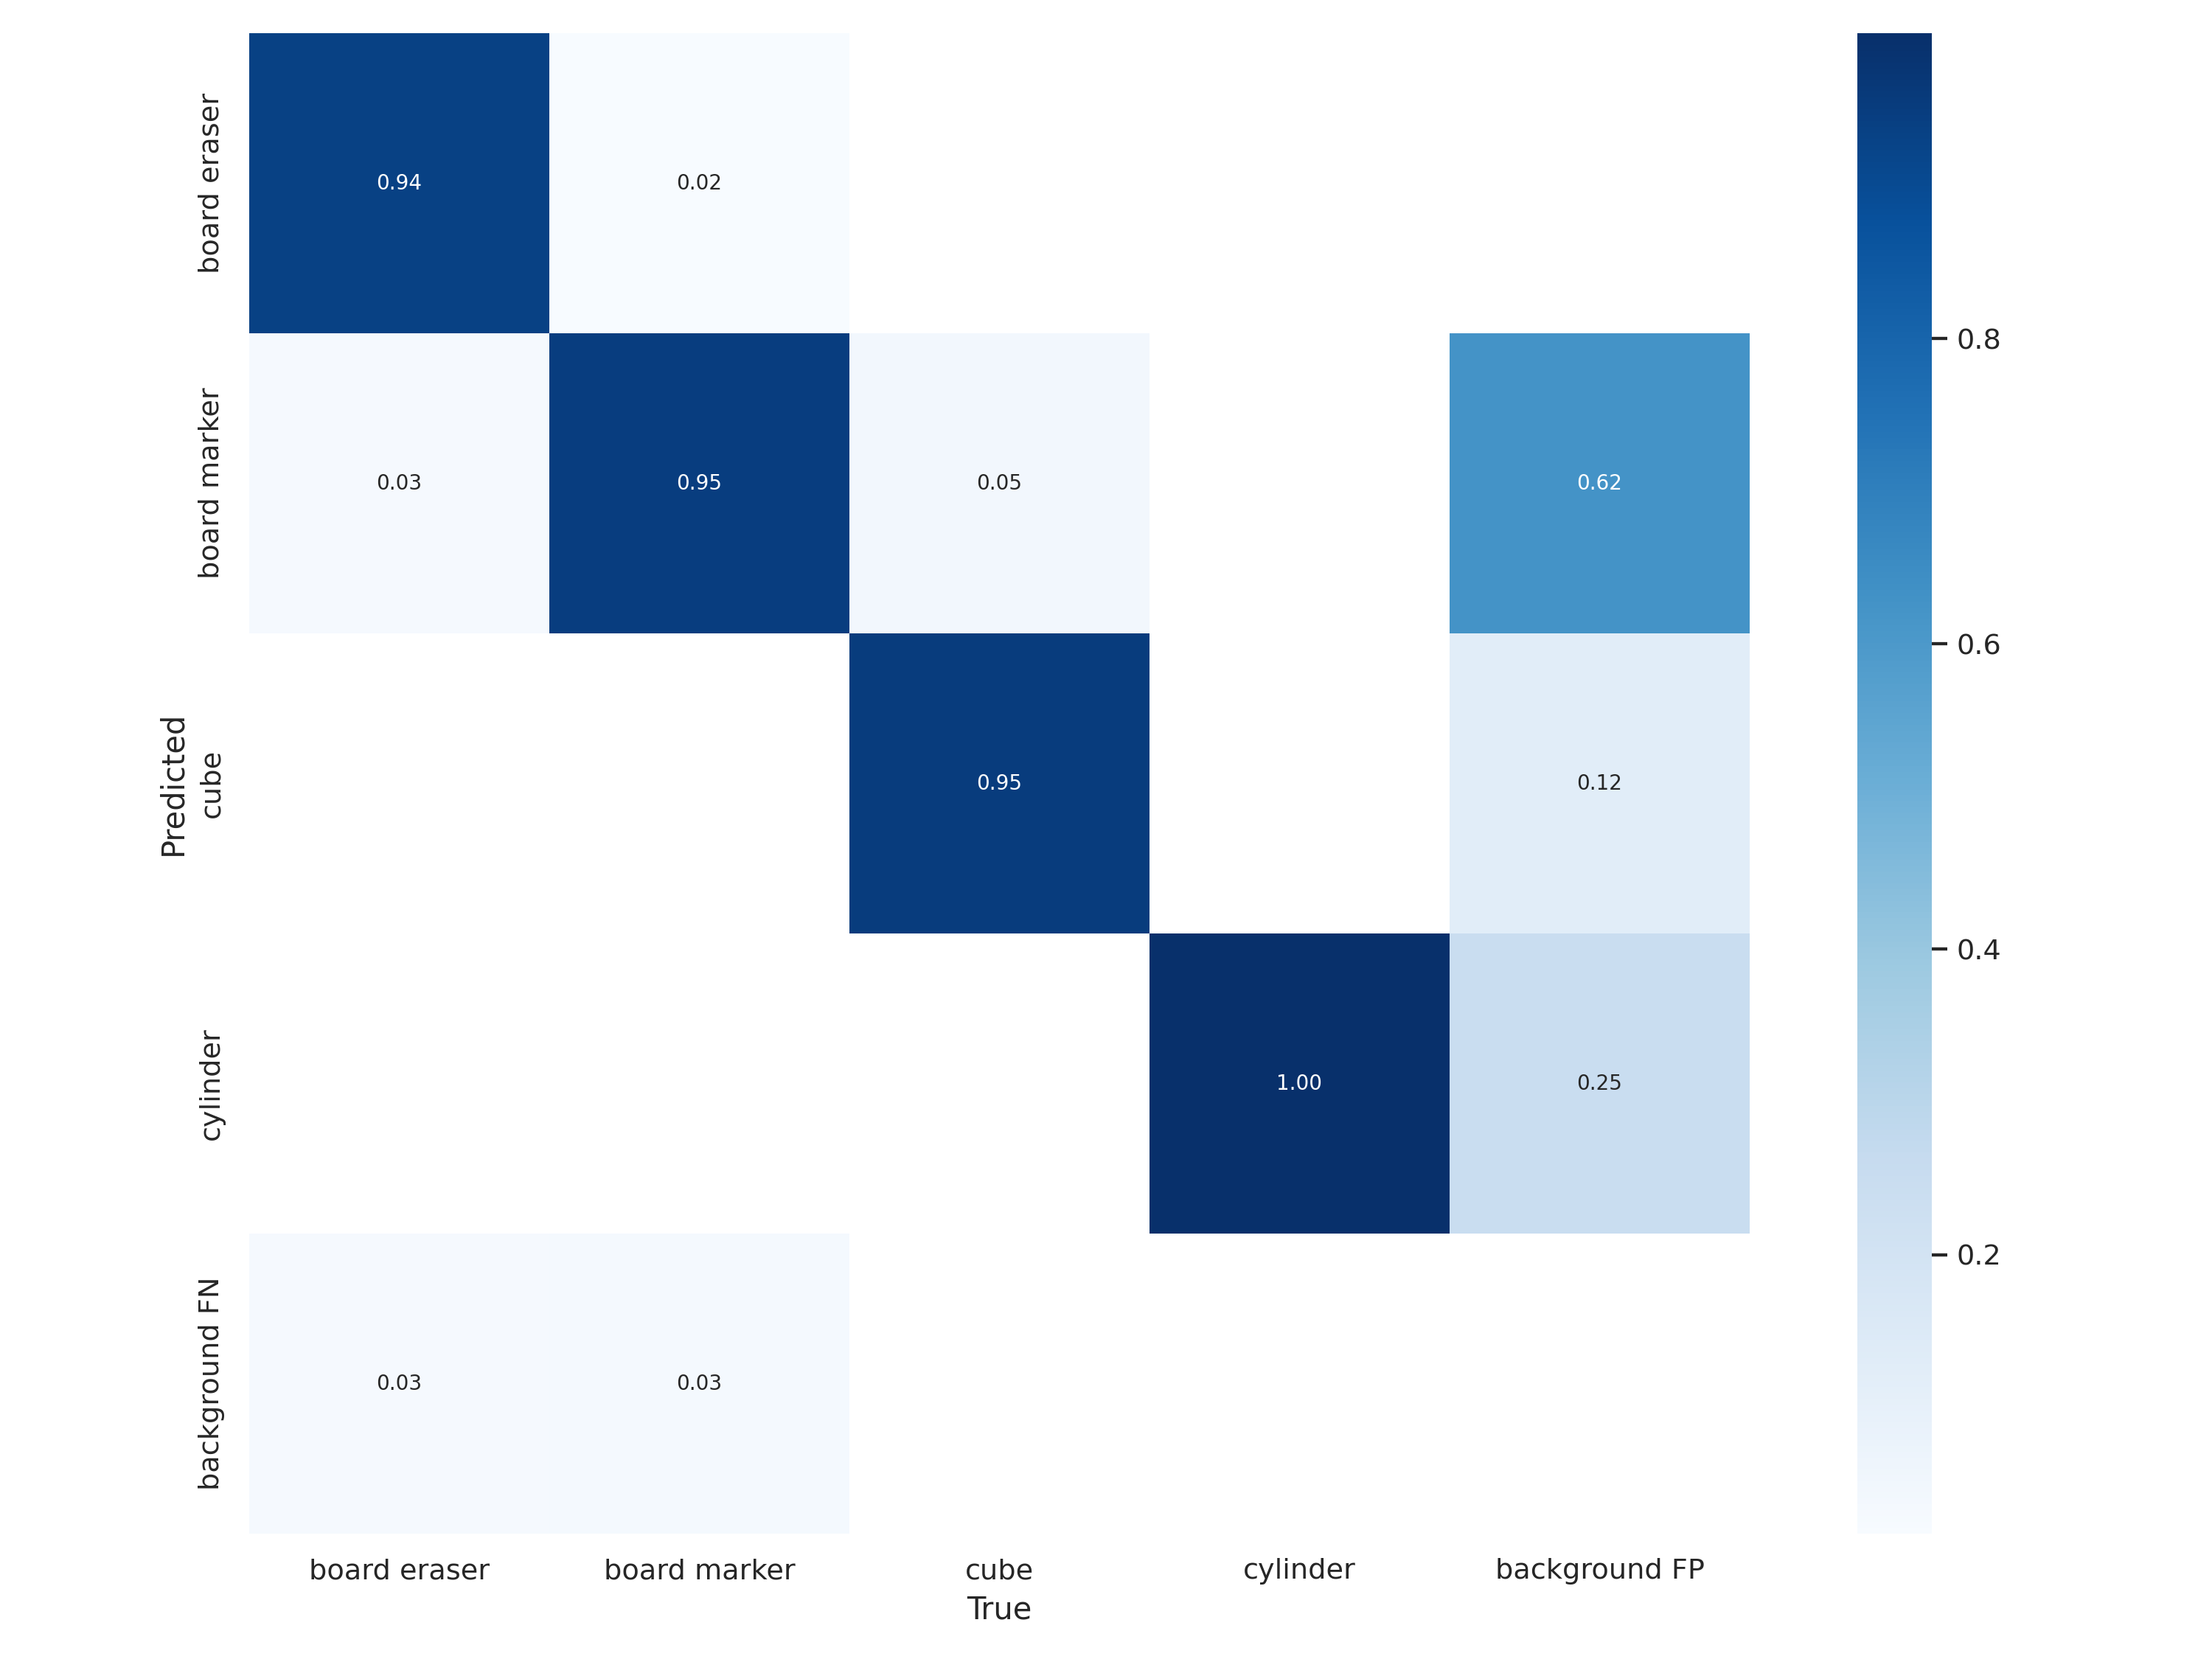 board eraser
0.94
0.02
0.8
board marker
0.03
0.95
0.05
0.62
0.6
Predicted
cube
0.95
0.12
0.4
cylinder
1.00
0.25
0.2
background FN
0.03
0.03
board eraser
board marker
cube
cylinder
background FP
True